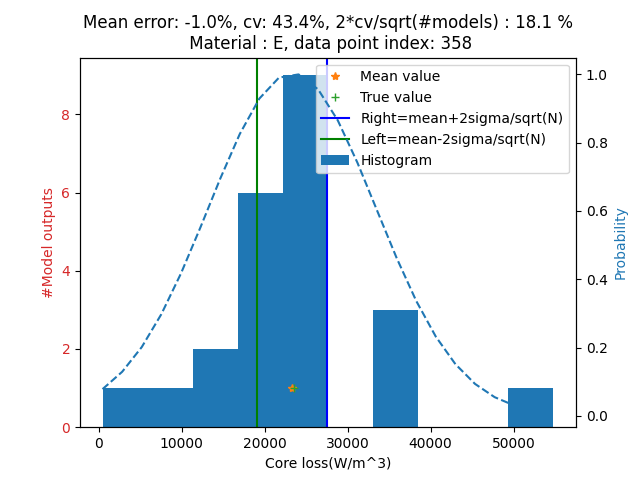 Mean error: -1.0%, cv: 43.4%, 2*cv/sqrt(#models) : 18.1 %
Material : E, data point index: 358
Mean value
True value
Right=mean+2sigma/sqrt(N)
Left=mean-2sigma/sqrt(N)
Histogram
#Model outputs
8
6
4
2
0
1.0
0.8
0.6
0.4
0.2
0.0
Probability
0 10000 20000 30000 40000 50000
Core loss(W/m^3)